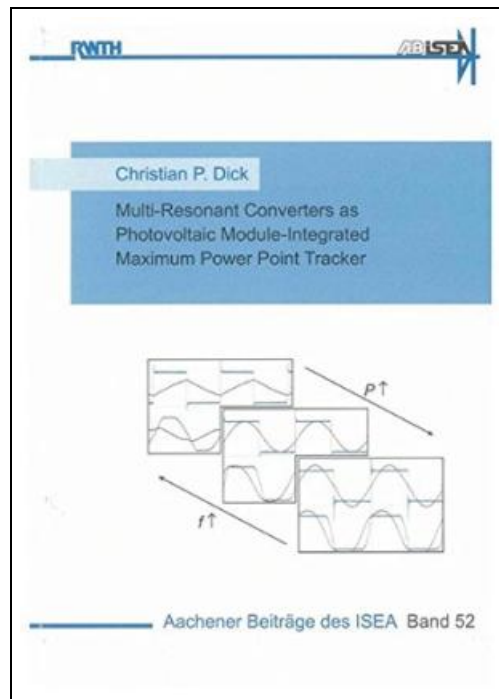 RWTH
ABISEA
Christian P. Dick
Multi-Resonant Converters as
Photovoltaic Module-Integrated
Maximum Power Point Tracker
P↑
f↑
Aachener Beiträge des ISEA Band 52